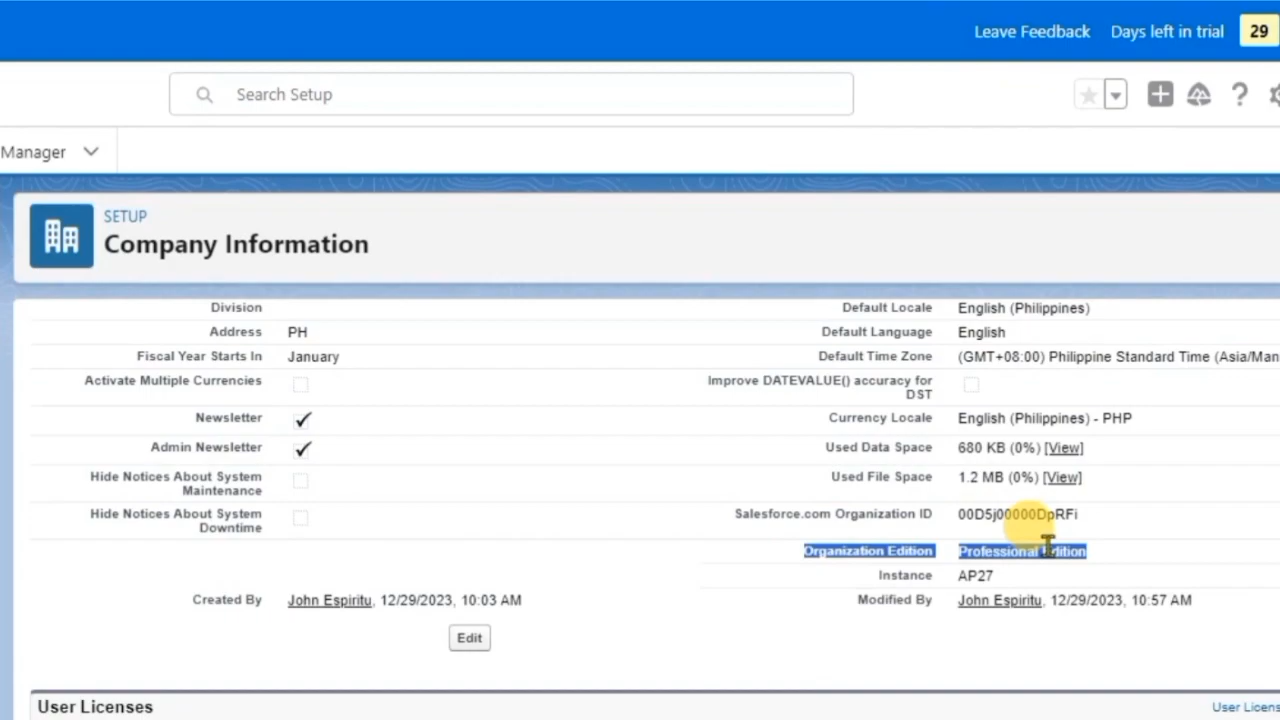 Leave Feedback Days left in trial 29
Search Setup
Manager
SETUP
Company Information
Division Default Locale English (Philippines)
Address PH Default Language English
Fiscal Year Starts In January Default Time Zone (GMT+08:00) Philippine Standard Time (Asia/Man
Activate Multiple Currencies Improve DATEVALUE() accuracy for
DST
Newsletter Currency Locale English (Philippines) - PHP
Admin Newsletter Used Data Space 680 KB (0%) [View]
Hide Notices About System Used File Space 1.2 MB (0%) [View]
Maintenance
Hide Notices About System Salesforce.com Organization ID 00D5j00000DpRFi
Downtime
Organization Edition Professional Edition
Instance AP27
Created By John Espiritu, 12/29/2023, 10:03 AM Modified By John Espiritu, 12/29/2023, 10:57 AM
Edit
User Licenses User Licens